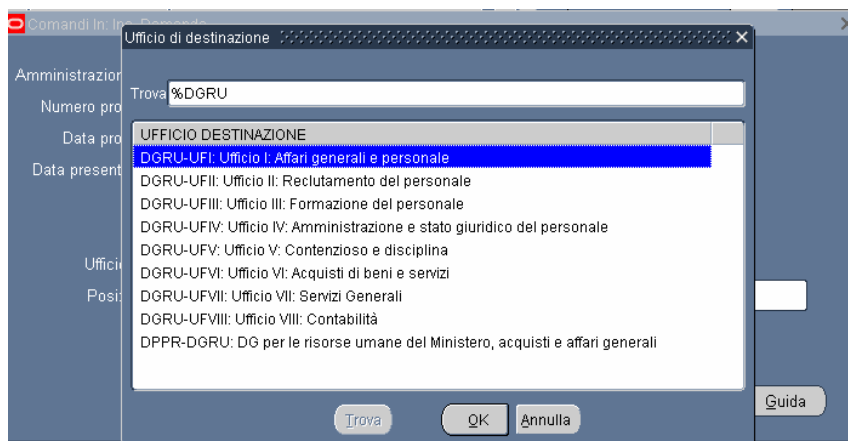 Comandi In:
Ufficio di destinazione
Trova %DGRU
UFFICIO DESTINAZIONE
DGRU-UFI: Ufficio I: Affari generali e personale
DGRU-UFII: Ufficio II: Reclutamento del personale
DGRU-UFIII: Ufficio III: Formazione del personale
DGRU-UFIV: Ufficio IV: Amministrazione e stato giuridico del personale
DGRU-UFV: Ufficio V: Contenzioso e disciplina
DGRU-UFVI: Ufficio VI: Acquisti di beni e servizi
DGRU-UFVII: Ufficio VII: Servizi Generali
DGRU-UFVIII: Ufficio VIII: Contabilità
DPPR-DGRU: DG per le risorse umane del Ministero, acquisti e affari generali
Trova OK Annulla
Amministrazion
Numero pro
Data pro
Data present
Uffici
Posi
Guida